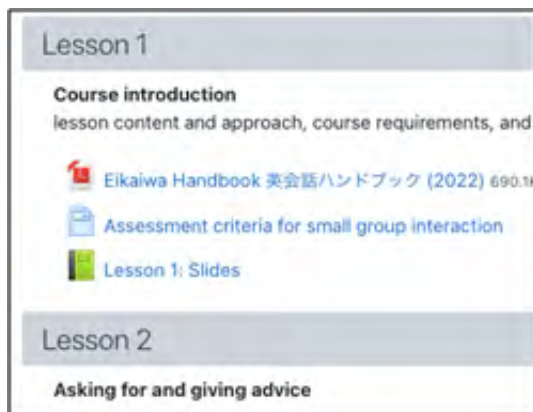 Lesson 1
Course introduction
lesson content and approach, course requirements, and
Eikaiwa Handbook 英会話ハンドブック (2022) 690.1K
Assessment criteria for small group interaction
Lesson 1: Slides
Lesson 2
Asking for and giving advice